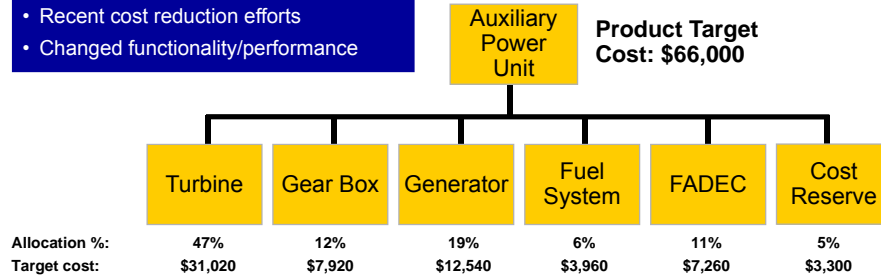 • Recent cost reduction efforts
• Changed functionality/performance
Auxiliary
Power
Unit
Product Target
Cost: $66,000
Turbine
Gear Box
Generator
Fuel
System
FADEC
Cost
Reserve
Allocation %: 47% 12% 19% 6% 11% 5%
Target cost: $31,020 $7,920 $12,540 $3,960 $7,260 $3,300